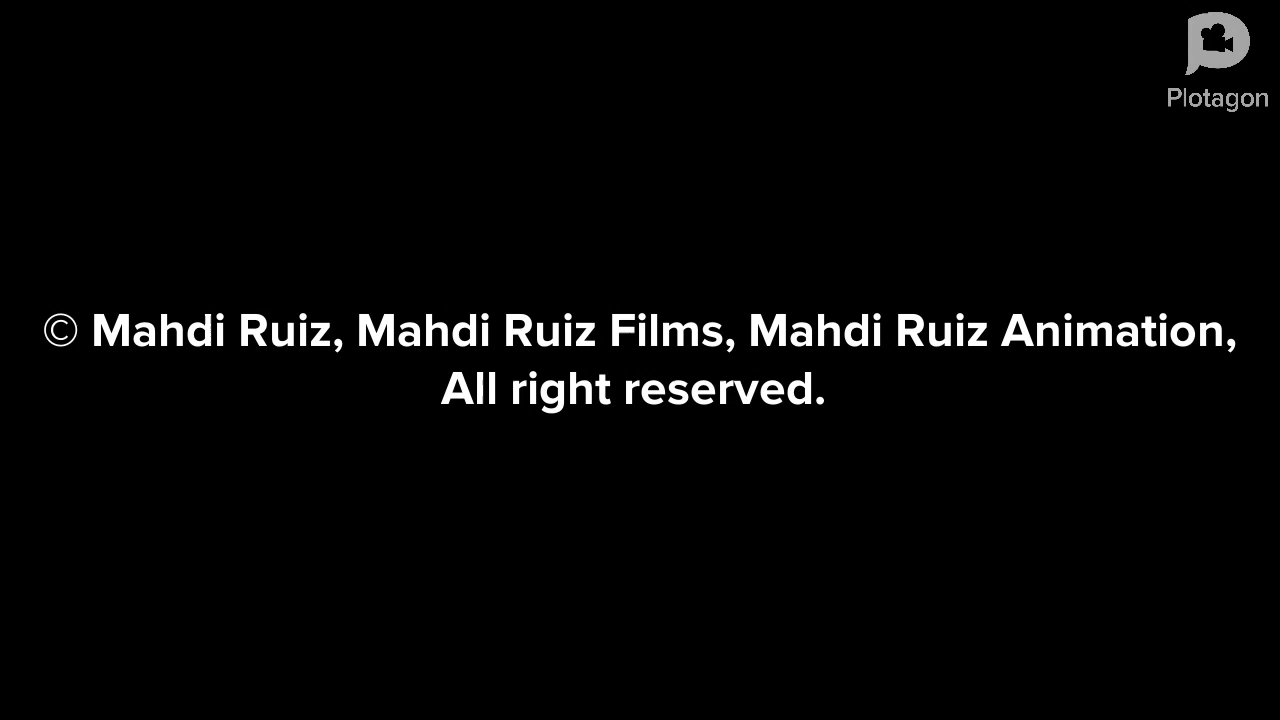 Plotagon
© Mahdi Ruiz, Mahdi Ruiz Films, Mahdi Ruiz Animation,
All right reserved.